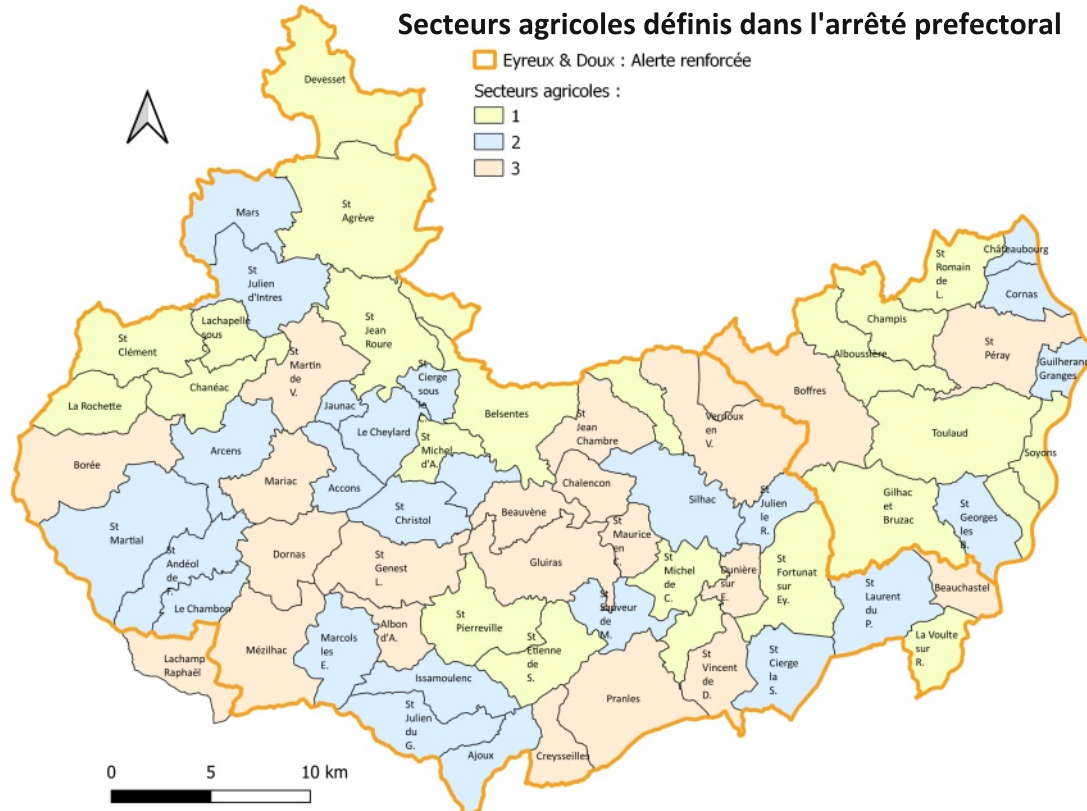 Secteurs agricoles définis dans l'arrêté prefectoral
Eyreux & Doux : Alerte renforcée
Secteurs agricoles :
1
2
3
Devesset
St
Agrève
Mars
St
Julien
d'Intres
Lachapelle
sous
St
Clément
St
Jean
Roure
St
Martin
de
V.
Chanéac
La Rochette
St
Cierge
sous
Jaunac
Le Cheylard
Belsentes
St
Michel
d'A.
Arcens
Borée
Mariac
Accons
St
Christol
St
Jean
Chambre
Chalencon
Verdoux
en
V.
Boffres
Alboussière
Champis
St
Romain
de
L.
Châteaubourg
Cornas
St
Péray
Guilherand
Granges
Toulaud
Soyons
Gilhac
et
Bruzac
St
Georges
les
B.
Silhac
St
Julien
le
R.
Beauvène
Gluiras
St
Maurice
en
C.
St
Michel
de
C.
Dunière
sur
E.
St
Fortunat
sur
Ey.
St
Laurent
du
P.
Beauchastel
La Voulte
sur
R.
St
Martial
St
Andéol
de
Le Chambon
Dornas
St
Genest
L.
St
Pierreville
St
Etienne
de
S.
St
Sauveur
de
M.
Albon
d'A.
Marcols
les
E.
Mézilhac
Lachamp
Raphaël
Issamoulenc
St
Julien
du
G.
Ajoux
Creysseilles
Pranles
St
Vincent
de
D.
St
Cierge
la
S.
0 5 10 km